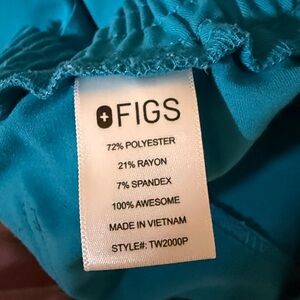 FIGS
72% POLYESTER
21% RAYON
7% SPANDEX
100% AWESOME
MADE IN VIETNAM
STYLE#: TW2000P